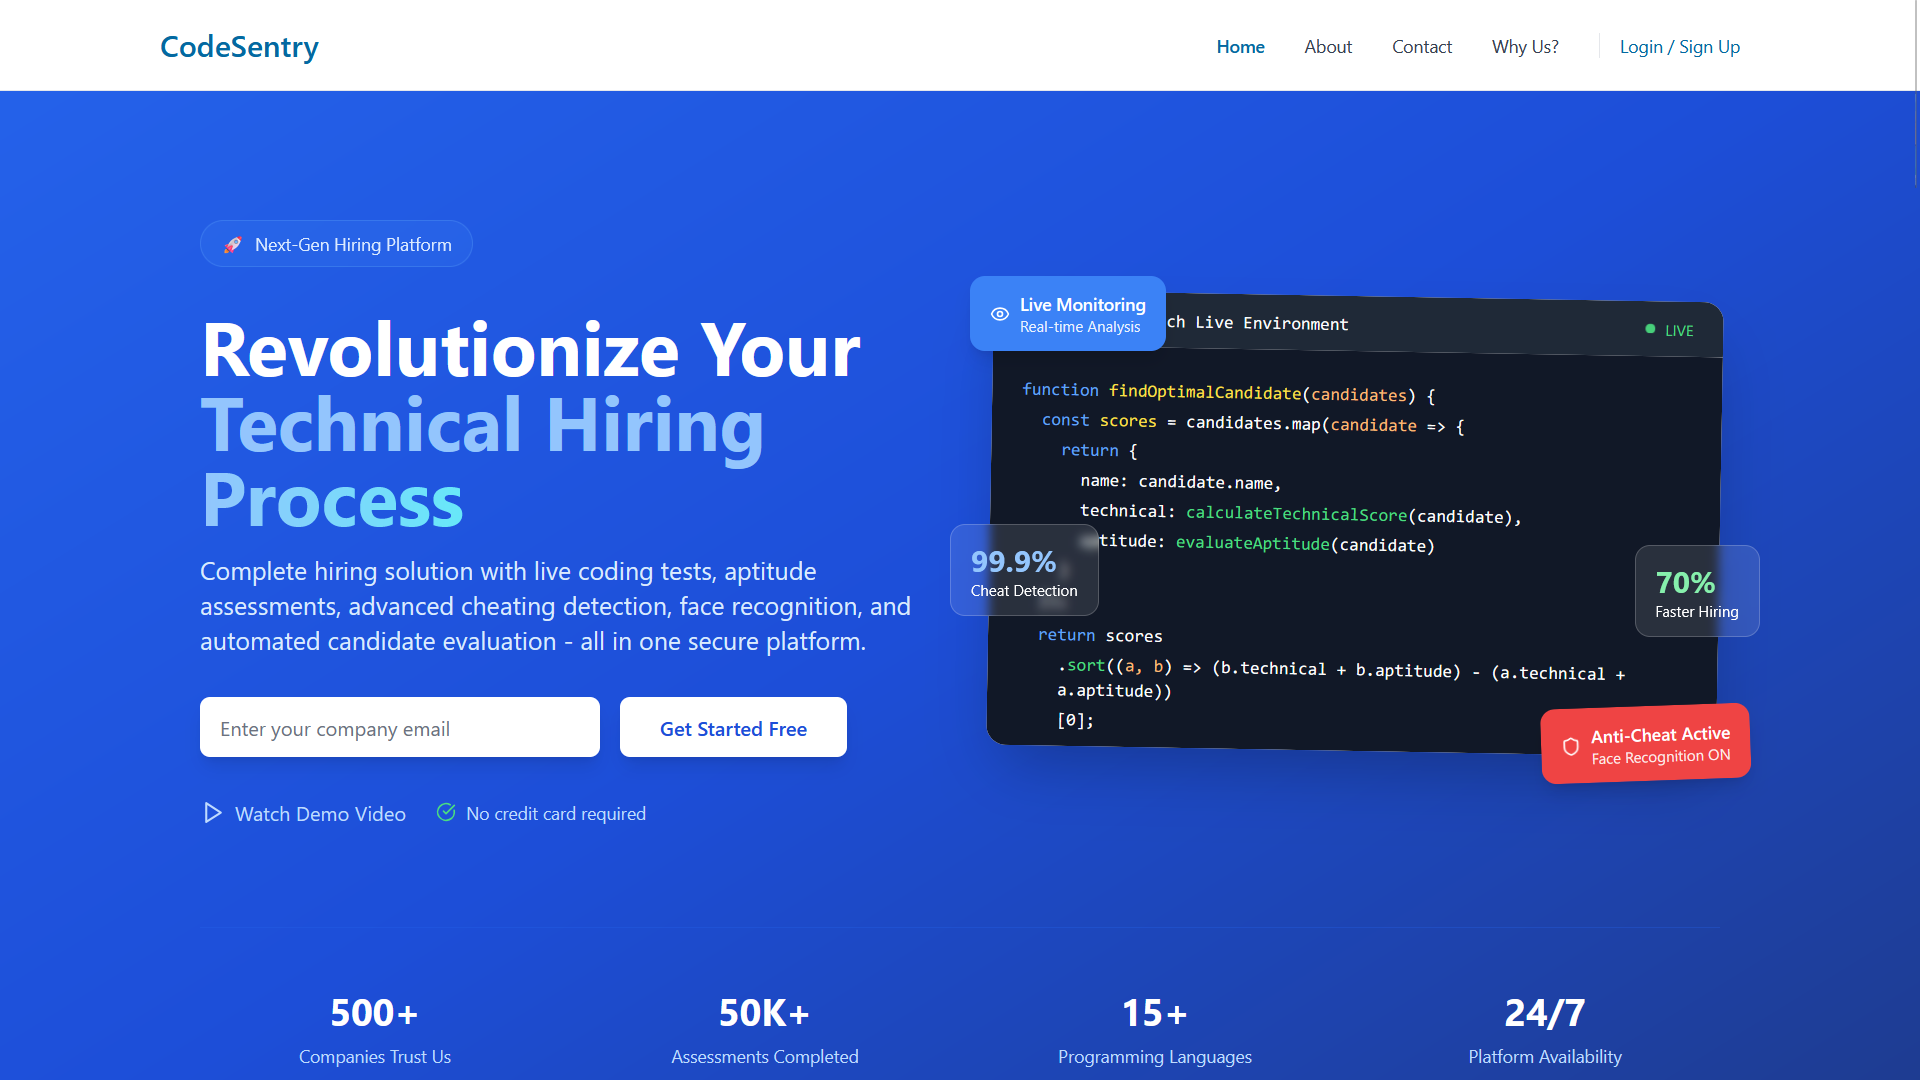 CodeSentry
Home
About
Contact
Why Us?
Login / Sign Up
🚀 Next-Gen Hiring Platform
Revolutionize Your
Technical Hiring
Process
Complete hiring solution with live coding tests, aptitude
assessments, advanced cheating detection, face recognition, and
automated candidate evaluation - all in one secure platform.
Enter your company email
Get Started Free
Watch Demo Video
No credit card required
Live Monitoring
Real-time Analysis
Live Environment
LIVE
function findOptimalCandidate(candidates) {
const scores = candidates.map(candidate => {
return {
name: candidate.name,
technical: calculateTechnicalScore(candidate),
titude: evaluateAptitude(candidate)
return scores
.sort((a, b) => (b.technical + b.aptitude) - (a.technical +
a.aptitude))
[0];
99.9%
Cheat Detection
70%
Faster Hiring
Anti-Cheat Active
Face Recognition ON
500+
Companies Trust Us
50K+
Assessments Completed
15+
Programming Languages
24/7
Platform Availability